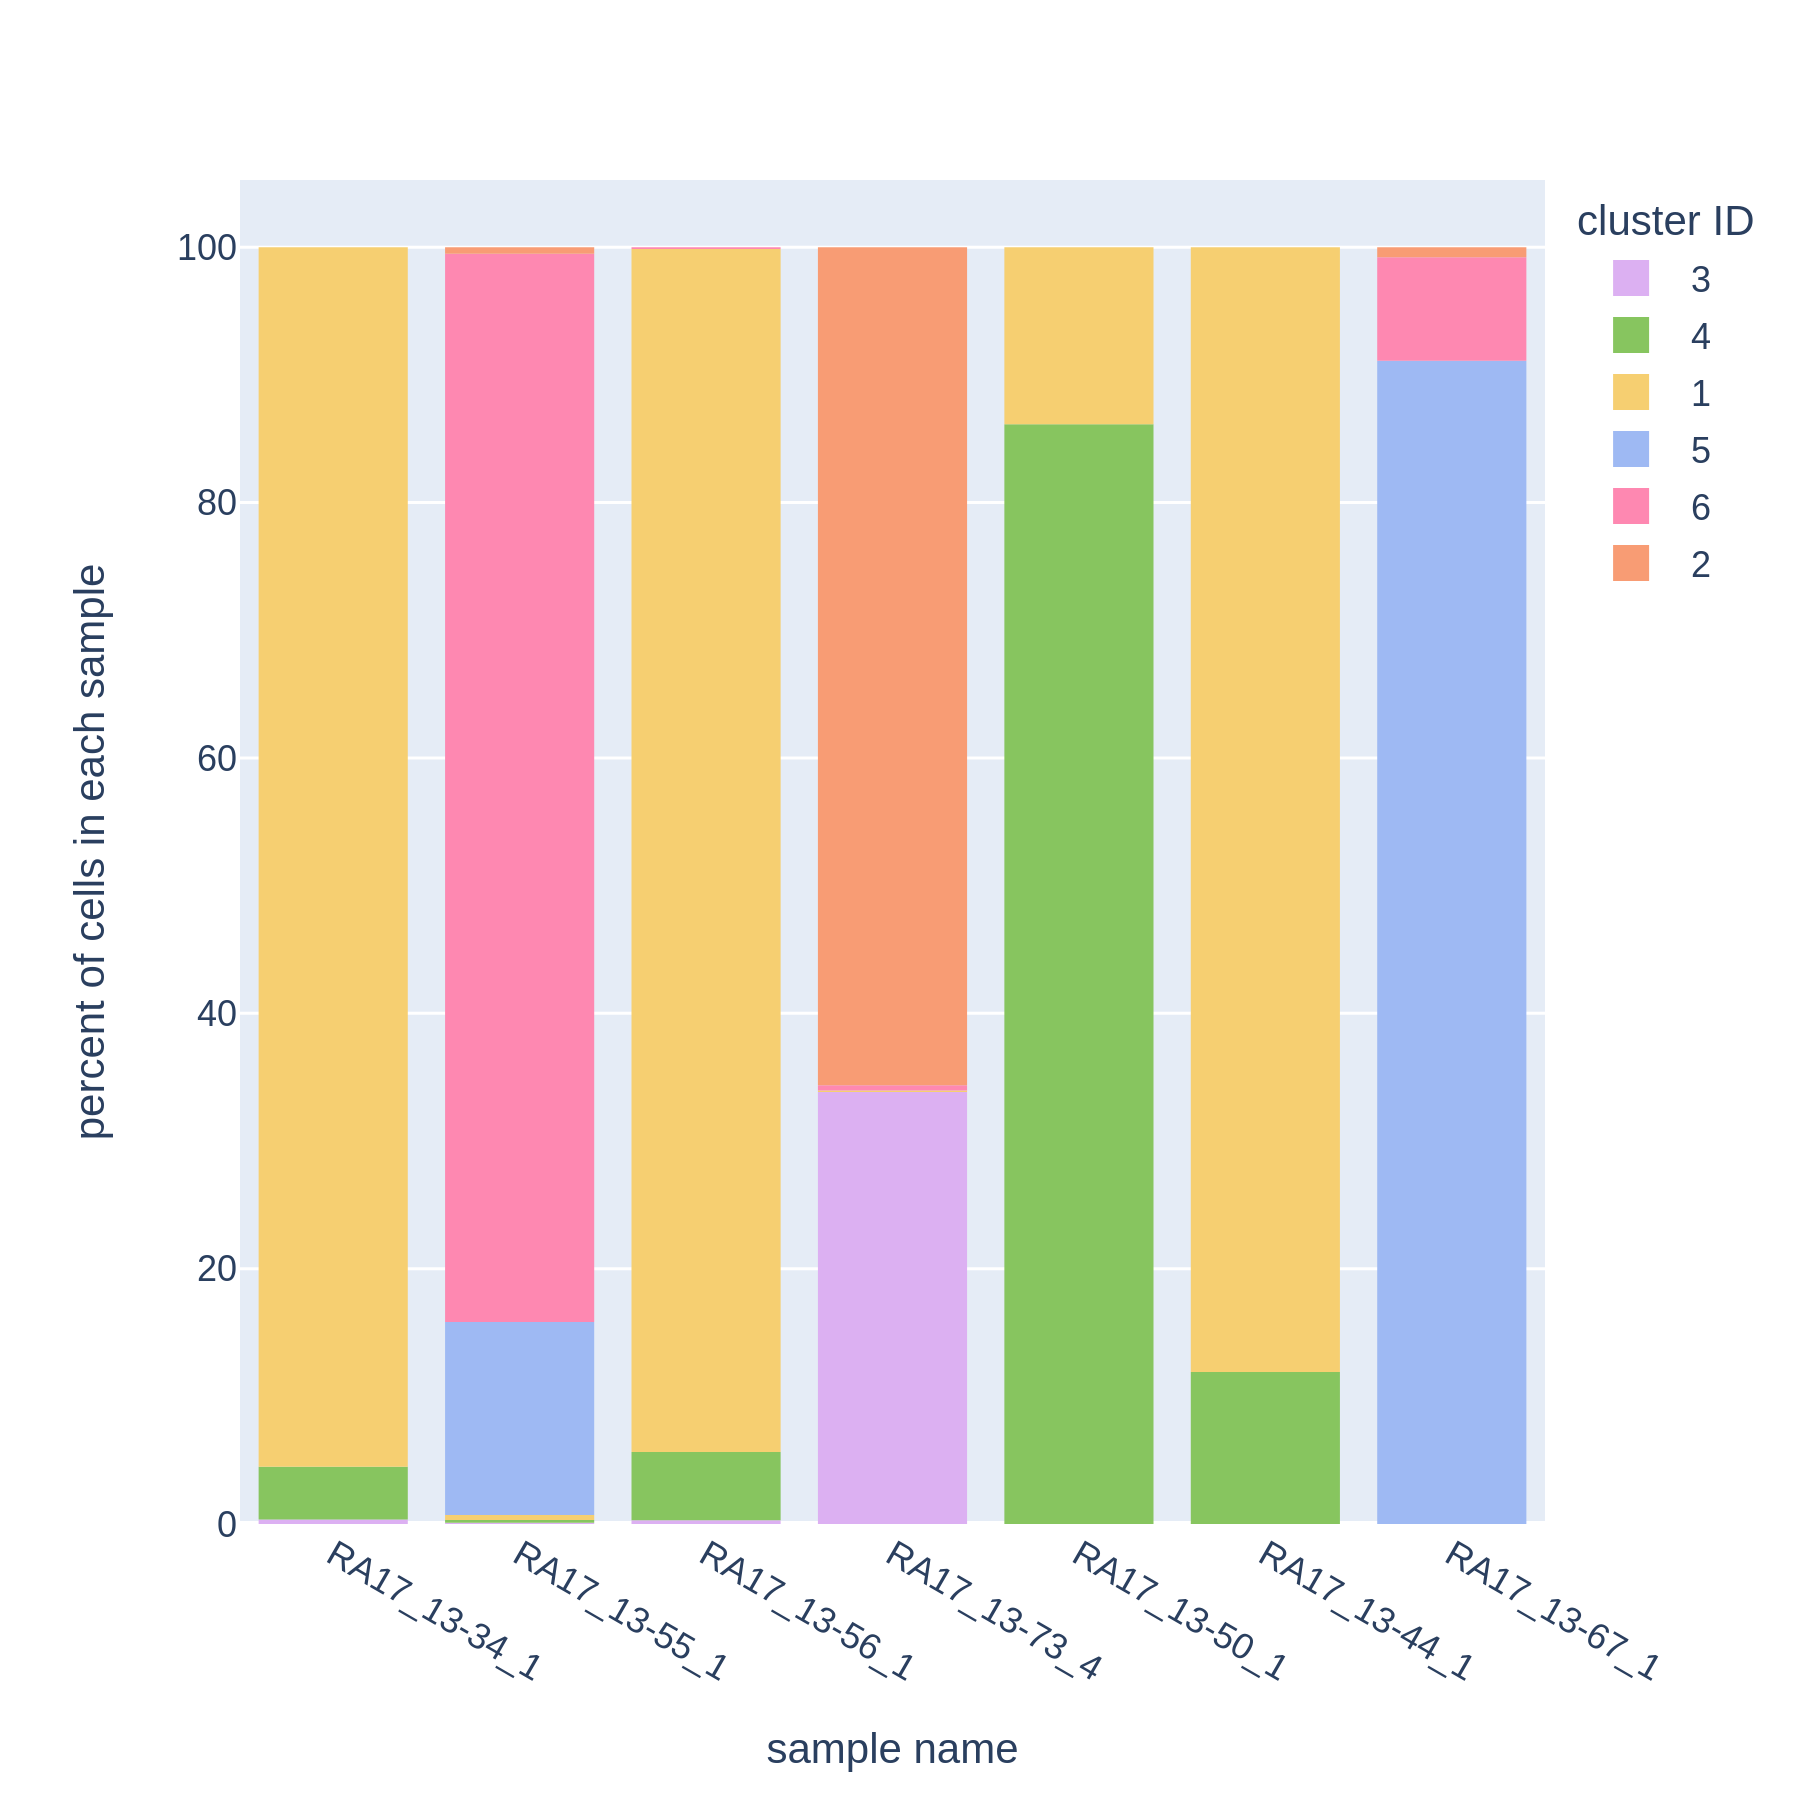 cluster ID
3
4
1
5
6
2
percent of cells in each sample
100
80
60
40
20
0
RA17_13-34_1
RA17_13-55_1
RA17_13-56_1
RA17_13-73_4
RA17_13-50_1
RA17_13-44_1
RA17_13-67_1
sample name